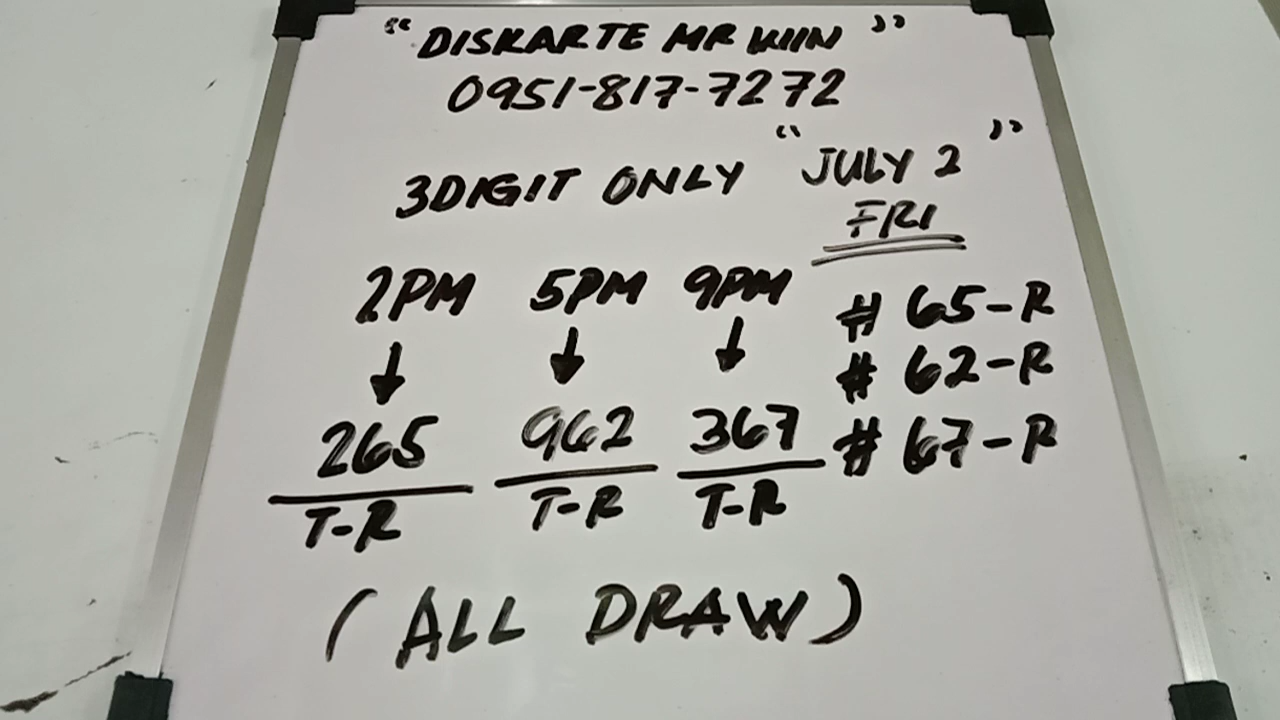 "DISKARTE MR KIIN"
0951-817-7272
3DIGIT ONLY "JULY 2"
FRI
2PM 5PM 9PM
# 65-R
# 62-R
265 962 367 # 67-R
T-R T-R T-R
(ALL DRAW)